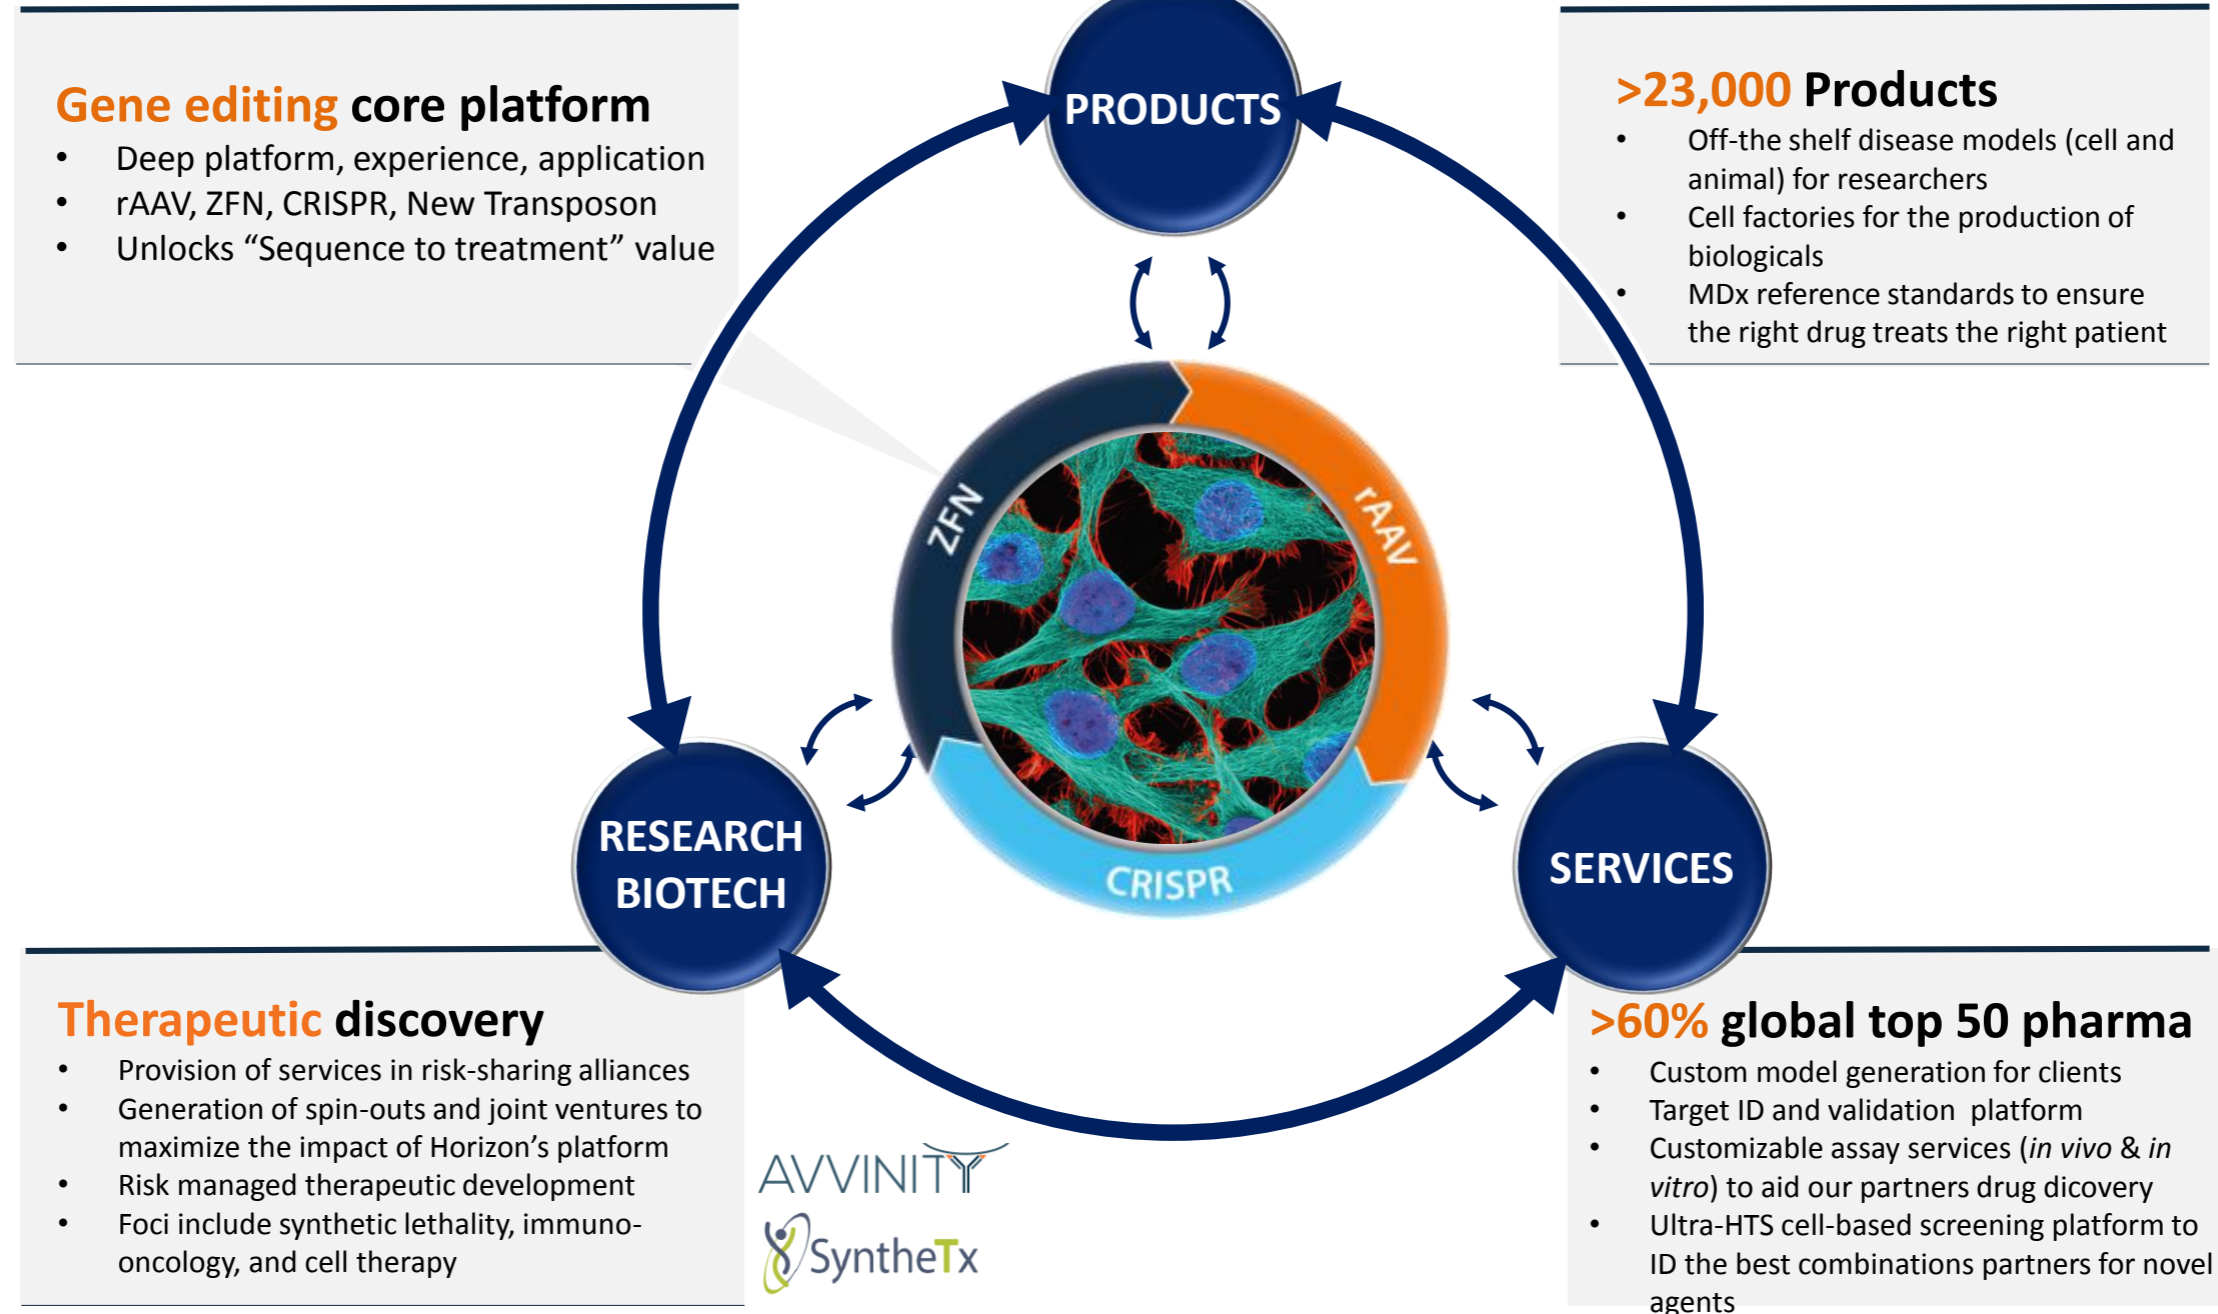 Gene editing core platform
• Deep platform, experience, application
• rAAV, ZFN, CRISPR, New Transposon
• Unlocks “Sequence to treatment” value
PRODUCTS
>23,000 Products
• Off-the shelf disease models (cell and
animal) for researchers
• Cell factories for the production of
biologicals
• MDx reference standards to ensure
the right drug treats the right patient
ZFN
rAAV
CRISPR
RESEARCH
BIOTECH
SERVICES
Therapeutic discovery
• Provision of services in risk-sharing alliances
• Generation of spin-outs and joint ventures to
maximize the impact of Horizon’s platform
• Risk managed therapeutic development
• Foci include synthetic lethality, immuno-
oncology, and cell therapy
AVVINITY
SyntheTx
>60% global top 50 pharma
• Custom model generation for clients
• Target ID and validation platform
• Customizable assay services (in vivo & in
vitro) to aid our partners drug dicovery
• Ultra-HTS cell-based screening platform to
ID the best combinations partners for novel
agents